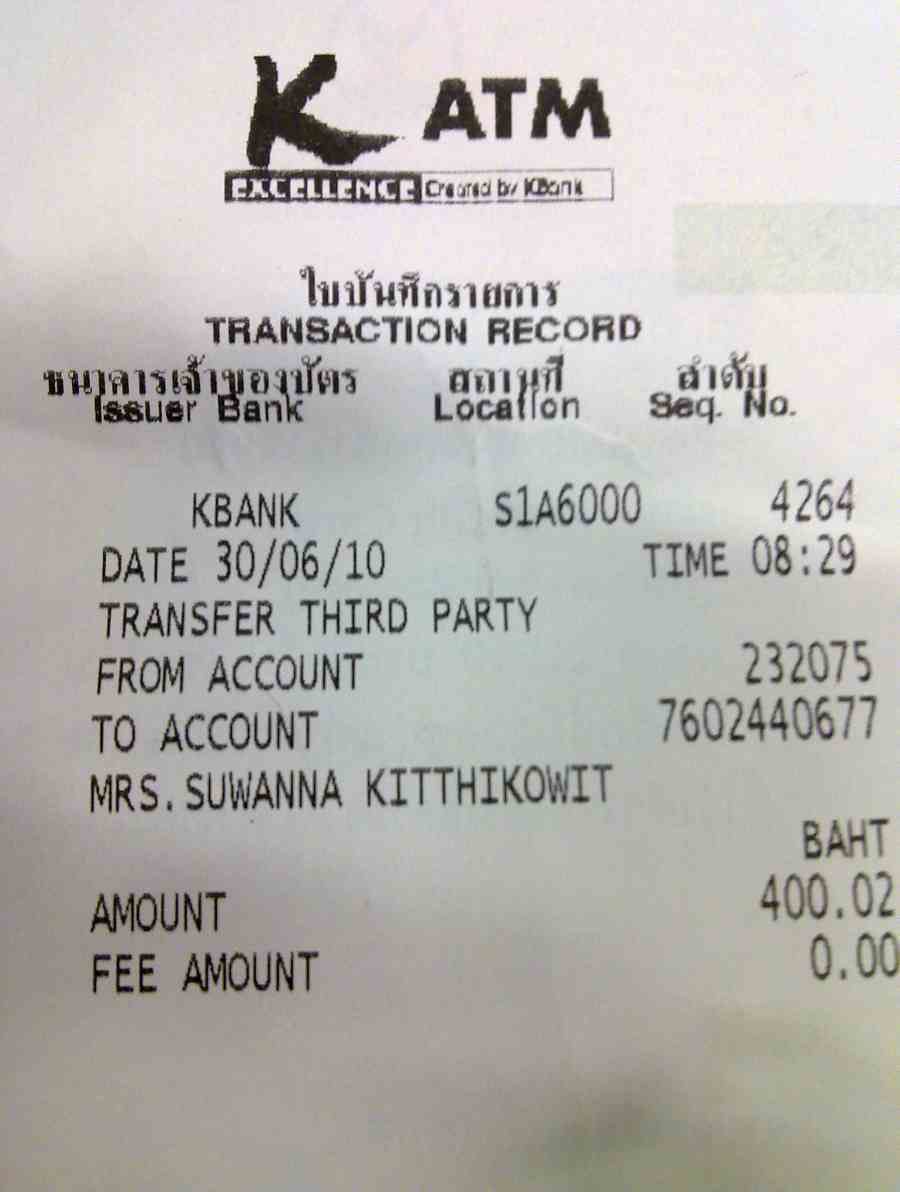 K ATM
EXCELLENCE Created by KBank
ใบบันทึกรายการ
TRANSACTION RECORD
ธนาคารเจ้าของบัตร สถานที่ ลำดับ
Issuer Bank Location Seq. No.
KBANK S1A6000 4264
DATE 30/06/10 TIME 08:29
TRANSFER THIRD PARTY
FROM ACCOUNT 232075
TO ACCOUNT 7602440677
MRS.SUWANNA KITTHIKOWIT
BAHT
AMOUNT 400.02
FEE AMOUNT 0.00